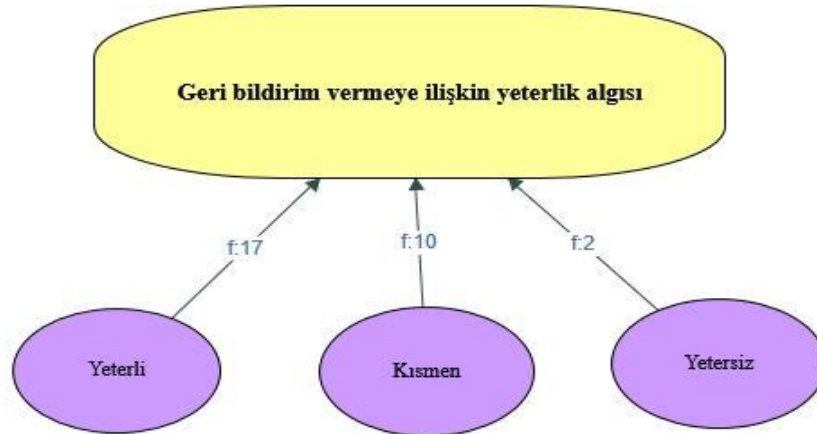 Geri bildirim vermeye ilişkin yeterlik algısı
f:17
f:10
f:2
Yeterli
Kısmen
Yetersiz